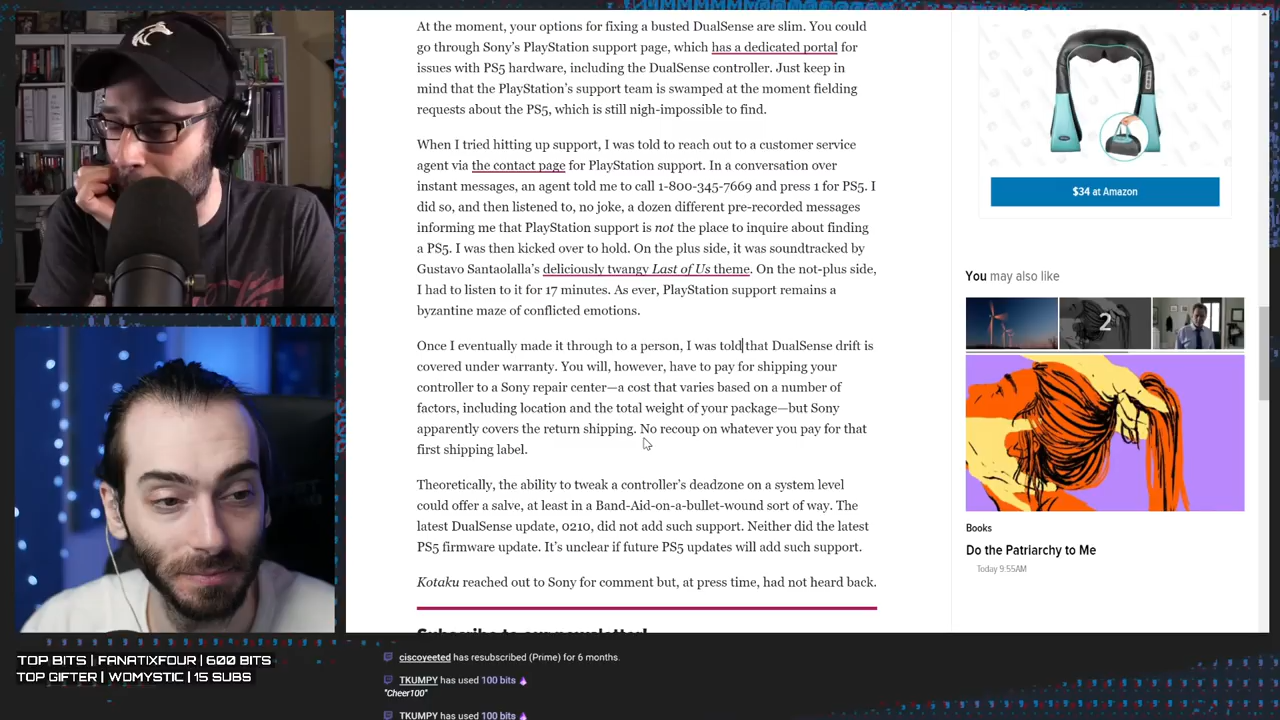 At the moment, your options for fixing a busted DualSense are slim. You could
go through Sony's PlayStation support page, which has a dedicated portal for
issues with PS5 hardware, including the DualSense controller. Just keep in
mind that the PlayStation's support team is swamped at the moment fielding
requests about the PS5, which is still nigh-impossible to find.
When I tried hitting up support, I was told to reach out to a customer service
agent via the contact page for PlayStation support. In a conversation over
instant messages, an agent told me to call 1-800-345-7669 and press 1 for PS5. I
did so, and then listened to, no joke, a dozen different pre-recorded messages
informing me that PlayStation support is not the place to inquire about finding
a PS5. I was then kicked over to hold. On the plus side, it was soundtracked by
Gustavo Santaolalla's deliciously twangy Last of Us theme. On the not-plus side,
I had to listen to it for 17 minutes. As ever, PlayStation support remains a
byzantine maze of conflicted emotions.
Once I eventually made it through to a person, I was told that DualSense drift is
covered under warranty. You will, however, have to pay for shipping your
controller to a Sony repair center—a cost that varies based on a number of
factors, including location and the total weight of your package—but Sony
apparently covers the return shipping. No recoup on whatever you pay for that
first shipping label.
Theoretically, the ability to tweak a controller's deadzone on a system level
could offer a salve, at least in a Band-Aid-on-a-bullet-wound sort of way. The
latest DualSense update, 0210, did not add such support. Neither did the latest
PS5 firmware update. It's unclear if future PS5 updates will add such support.
Kotaku reached out to Sony for comment but, at press time, had not heard back.
Subscribe to our newsletter!
$34 at Amazon
You may also like
2
Books
Do the Patriarchy to Me
Today 9:55AM
TOP BITS | FANATIXFOUR | 600 BITS
TOP GIFTER | WDMYSTIC | 15 SUBS
ciscoyeeted has resubscribed (Prime) for 6 months.
TKUMPY has used 100 bits
"Cheer100"
TKUMPY has used 100 bits